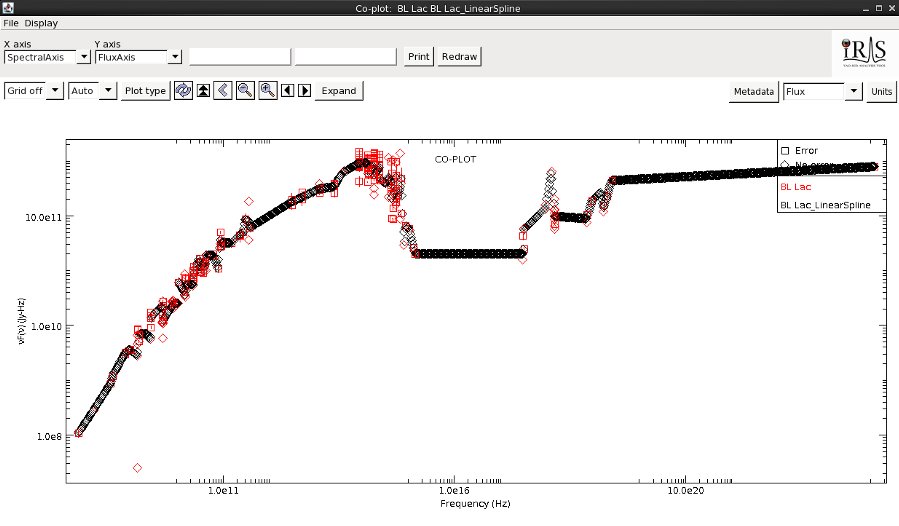 Co-plot: BL Lac BL Lac_LinearSpline
File Display
X axis Y axis
SpectralAxis FluxAxis Print Redraw
IRIS
Grid off Auto Plot type Expand Metadata Flux Units
CO-PLOT
Error
No error
BL Lac
BL Lac_LinearSpline
10.0e11
1.0e10
1.0e8
νF(ν) (Jy-Hz)
1.0e11 1.0e16 10.0e20
Frequency (Hz)